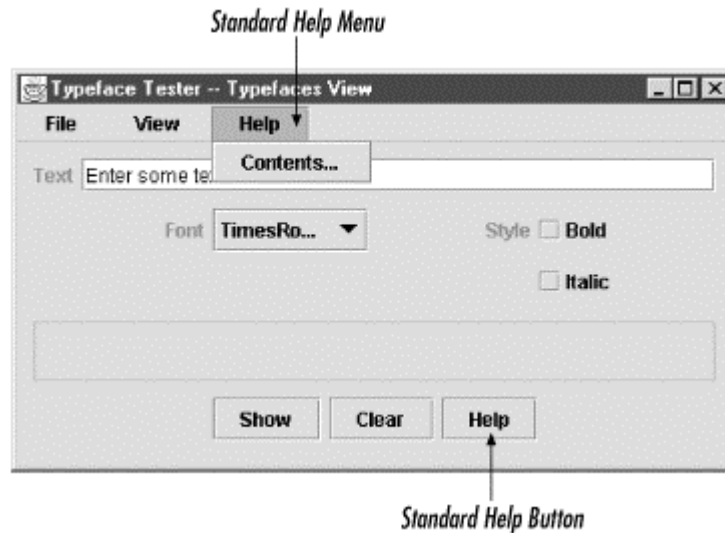 Standard Help Menu
Typeface Tester -- Typefaces View
File View Help
Contents...
Text Enter some te
Font TimesRo... Style Bold
Italic
Show Clear Help
Standard Help Button